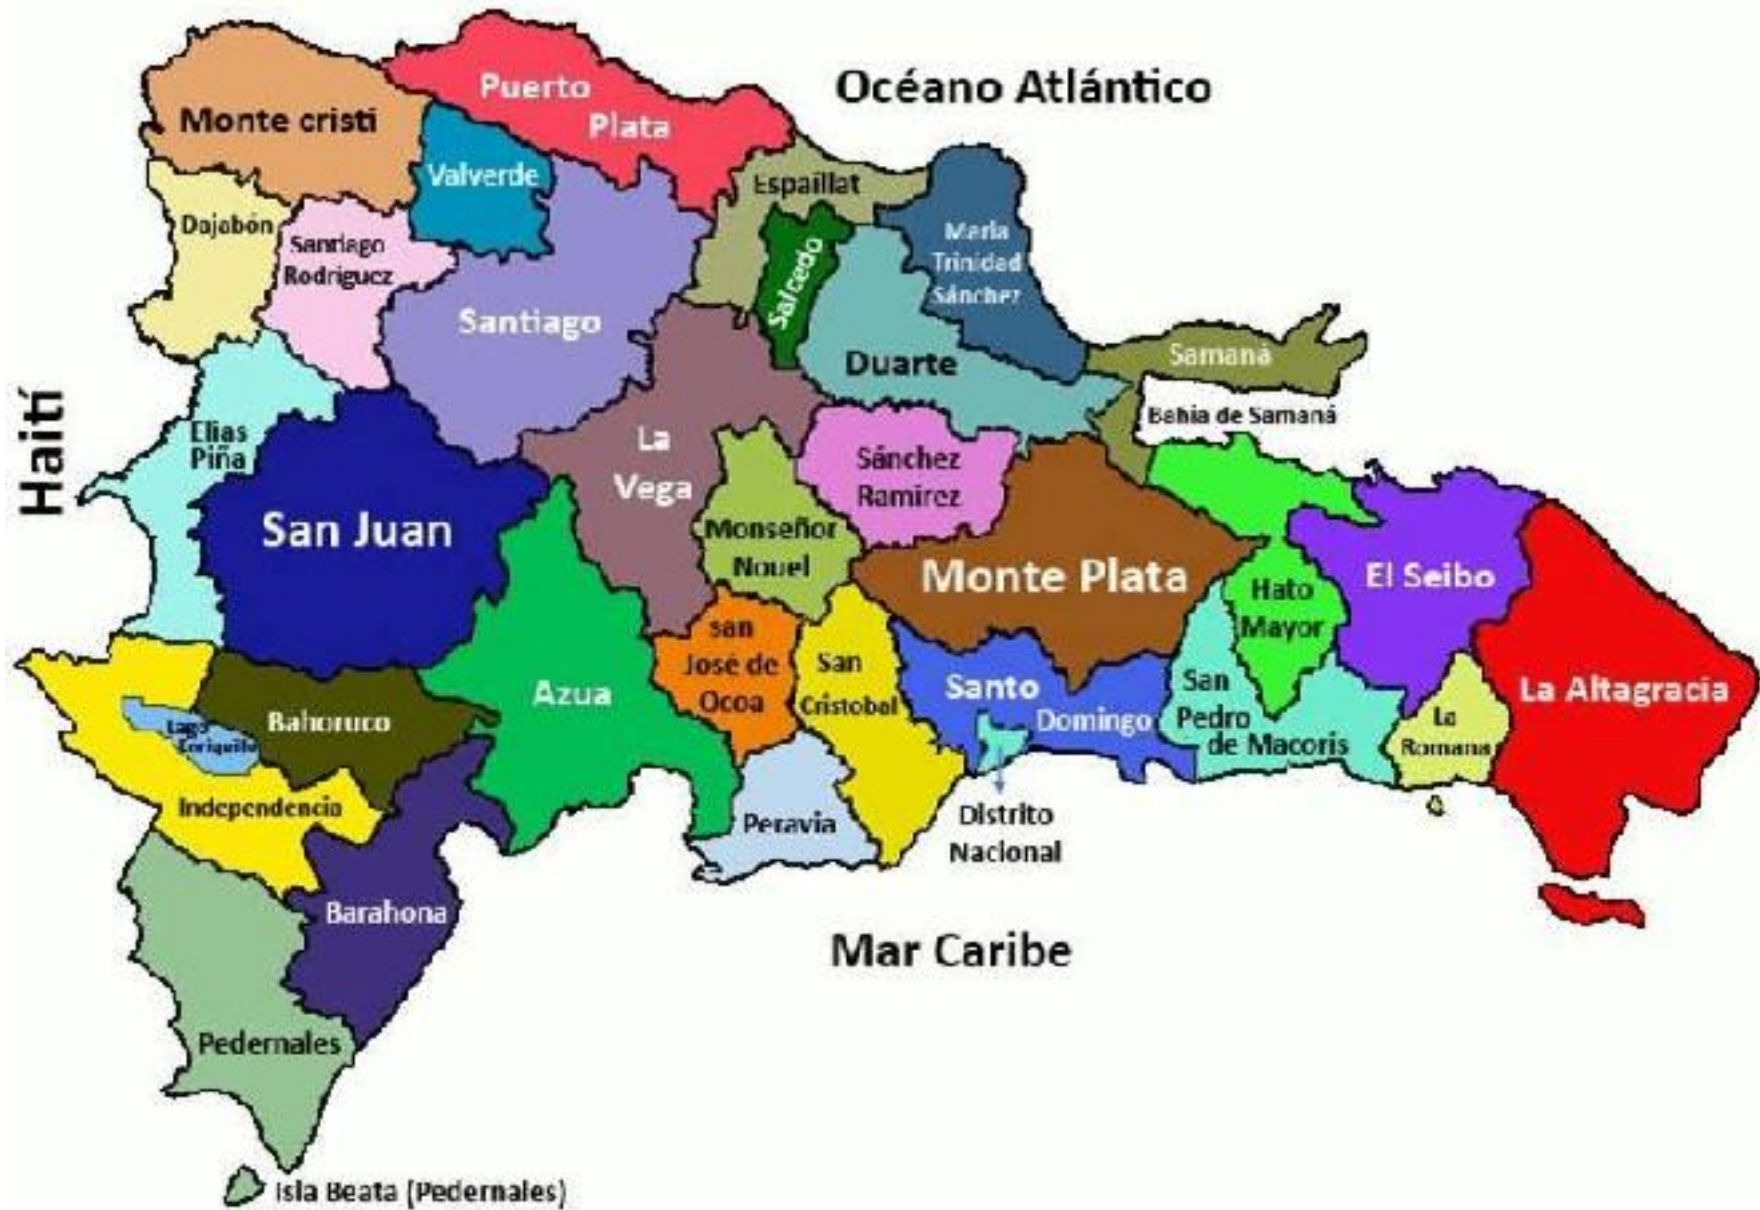 Océano Atlántico
Puerto
Plata
Monte cristi
Valverde
Espaillat
Dajabón
Santiago
Rodriguez
Maria
Trinidad
Sánchez
Salcedo
Santiago
Duarte
Samaná
Haití
Bahia de Samaná
Elias
Piña
La
Vega
Sánchez
Ramirez
San Juan
Monseñor
Nouel
Monte Plata
Hato
Mayor
El Seibo
san
José de
Ocoa
San
Cristobal
Azua
Santo
Domingo
San
Pedro
de Macoris
La
Romana
La Altagracia
Bahoruco
Lago
Enriquillo
Independencia
Peravia
Distrito
Nacional
Barahona
Mar Caribe
Pedernales
Isla Beata (Pedernales)